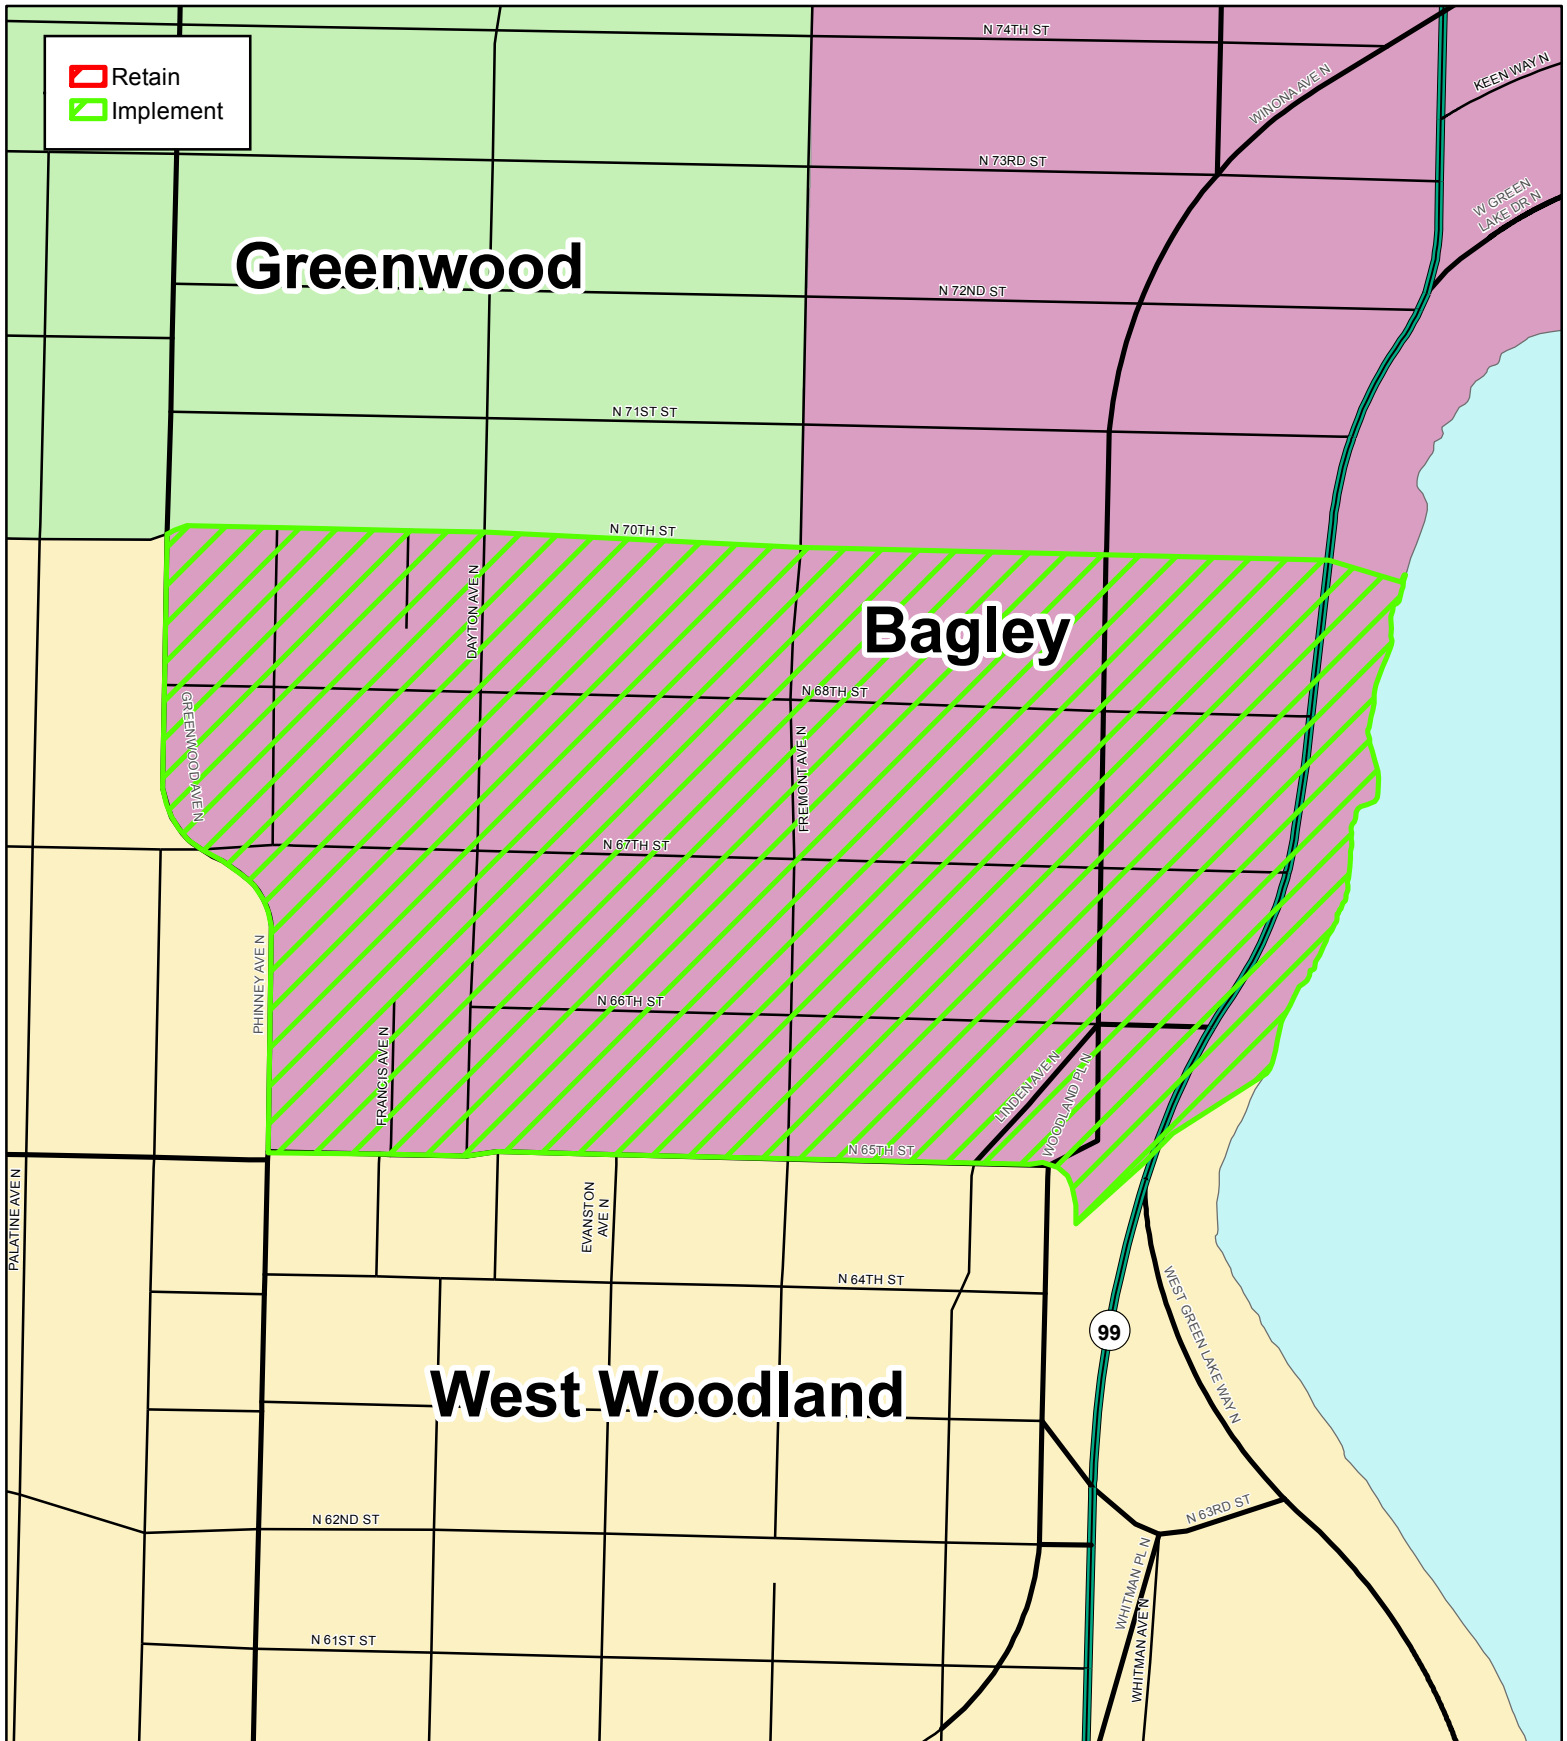 N 74TH ST
KEEN WAY N
Retain
Implement
WINONA AVE N
N 73RD ST
W GREEN
LAKE DR N
Greenwood
N 72ND ST
N 71ST ST
N 70TH ST
DAYTON AVE N
Bagley
N 68TH ST
GREENWOOD AVE N
FREMONT AVE N
N 67TH ST
PHINNEY AVE N
N 66TH ST
FRANCIS AVE N
LINDEN AVE N
WOODLAND PL N
N 65TH ST
PALATINE AVE N
EVANSTON
AVE N
N 64TH ST
WEST GREEN LAKE WAY N
99
West Woodland
N 63RD ST
N 62ND ST
WHITMAN PL N
WHITMAN AVE N
N 61ST ST